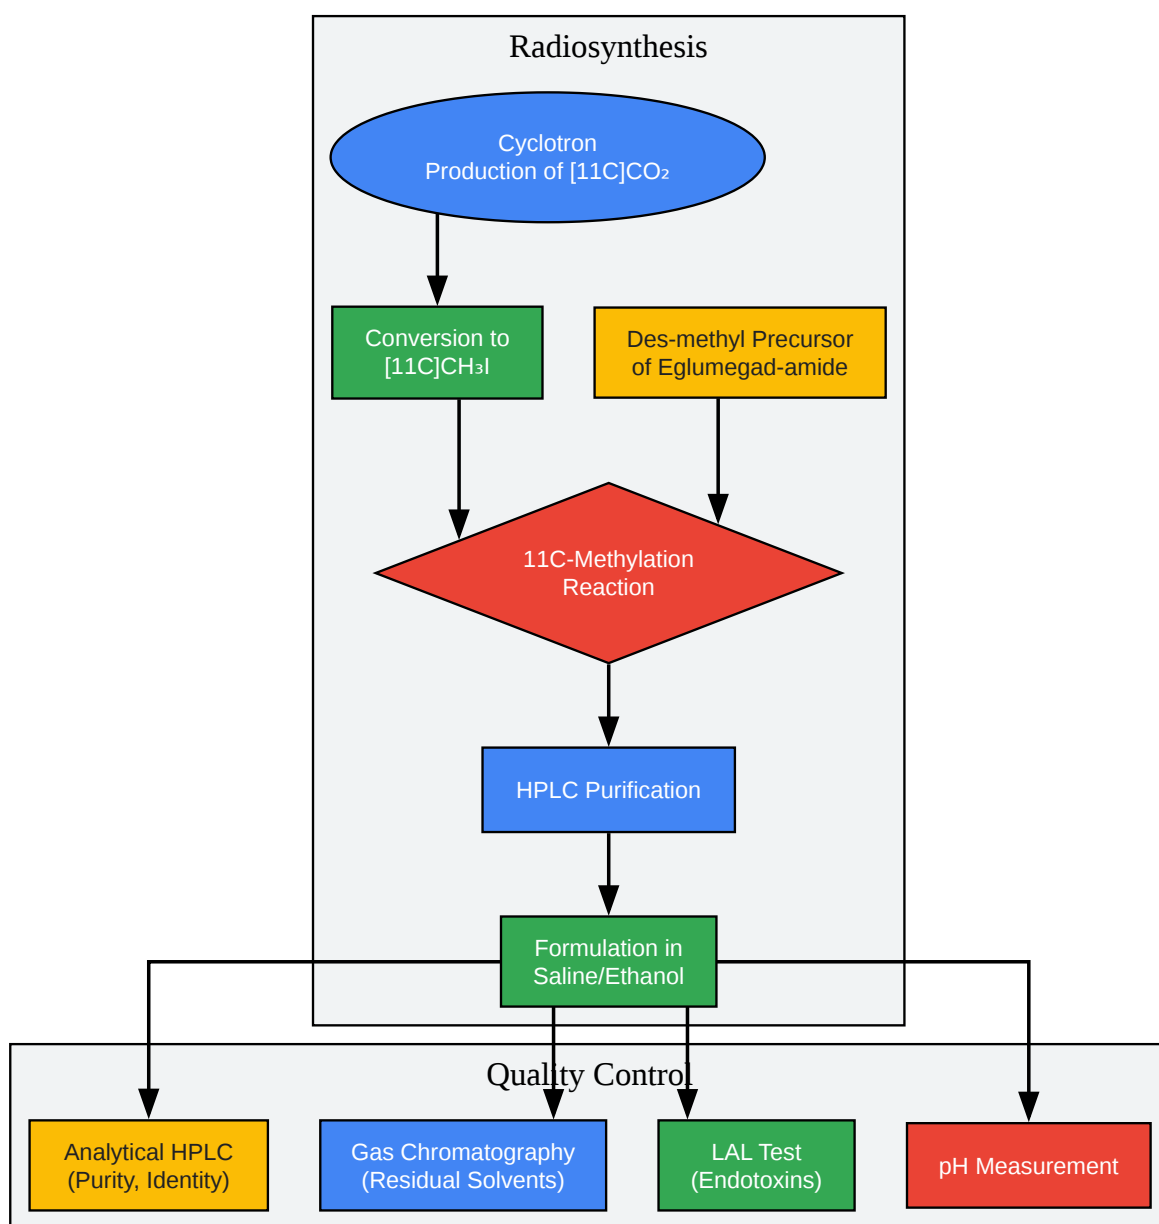 Radiosynthesis
Cyclotron
Production of [11C]CO₂
Conversion to
[11C]CH₃I
Des-methyl Precursor
of Eglumegad-amide
11C-Methylation
Reaction
HPLC Purification
Formulation in
Saline/Ethanol
Quality Control
Analytical HPLC
(Purity, Identity)
Gas Chromatography
(Residual Solvents)
LAL Test
(Endotoxins)
pH Measurement